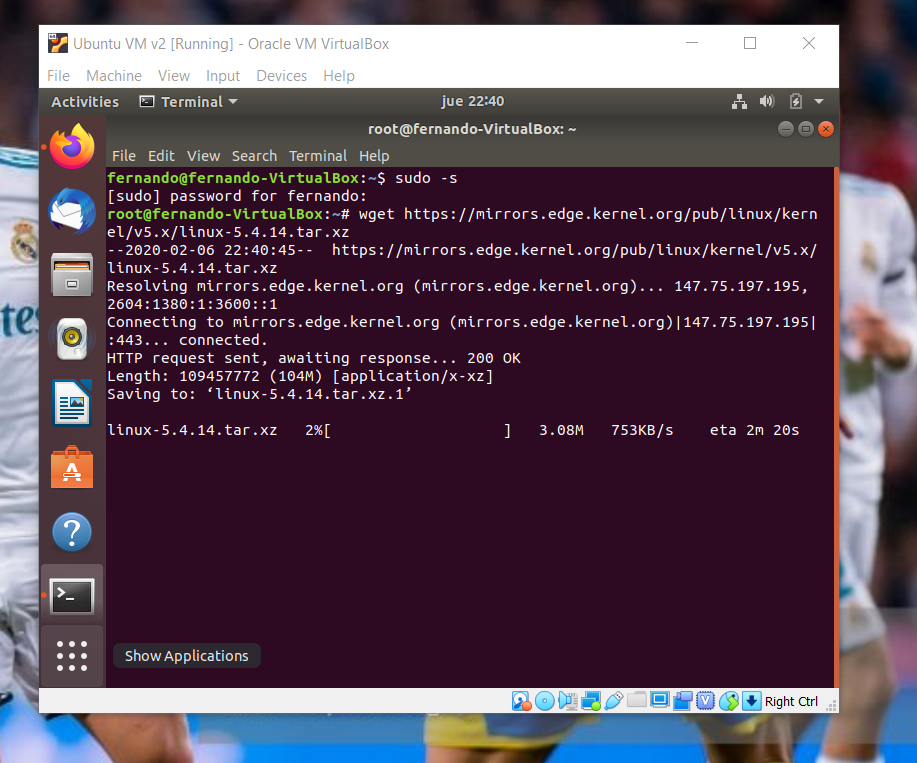 Ubuntu VM v2 [Running] - Oracle VM VirtualBox
File Machine View Input Devices Help
Activities Terminal jue 22:40
root@fernando-VirtualBox: ~
File Edit View Search Terminal Help
fernando@fernando-VirtualBox:~$ sudo -s
[sudo] password for fernando:
root@fernando-VirtualBox:~# wget https://mirrors.edge.kernel.org/pub/linux/kern
el/v5.x/linux-5.4.14.tar.xz
--2020-02-06 22:40:45-- https://mirrors.edge.kernel.org/pub/linux/kernel/v5.x/
linux-5.4.14.tar.xz
Resolving mirrors.edge.kernel.org (mirrors.edge.kernel.org)... 147.75.197.195,
2604:1380:1:3600::1
Connecting to mirrors.edge.kernel.org (mirrors.edge.kernel.org)|147.75.197.195|
:443... connected.
HTTP request sent, awaiting response... 200 OK
Length: 109457772 (104M) [application/x-xz]
Saving to: ‘linux-5.4.14.tar.xz.1’
linux-5.4.14.tar.xz 2%[ ] 3.08M 753KB/s eta 2m 20s
Show Applications
Right Ctrl